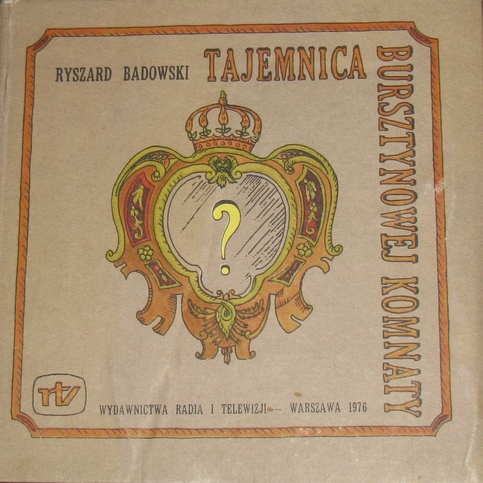 RYSZARD BADOWSKI TAJEMNICA
BURSZTYNOWEJ KOMNATY
?
rtv
WYDAWNICTWA RADIA I TELEWIZJI — WARSZAWA 1976